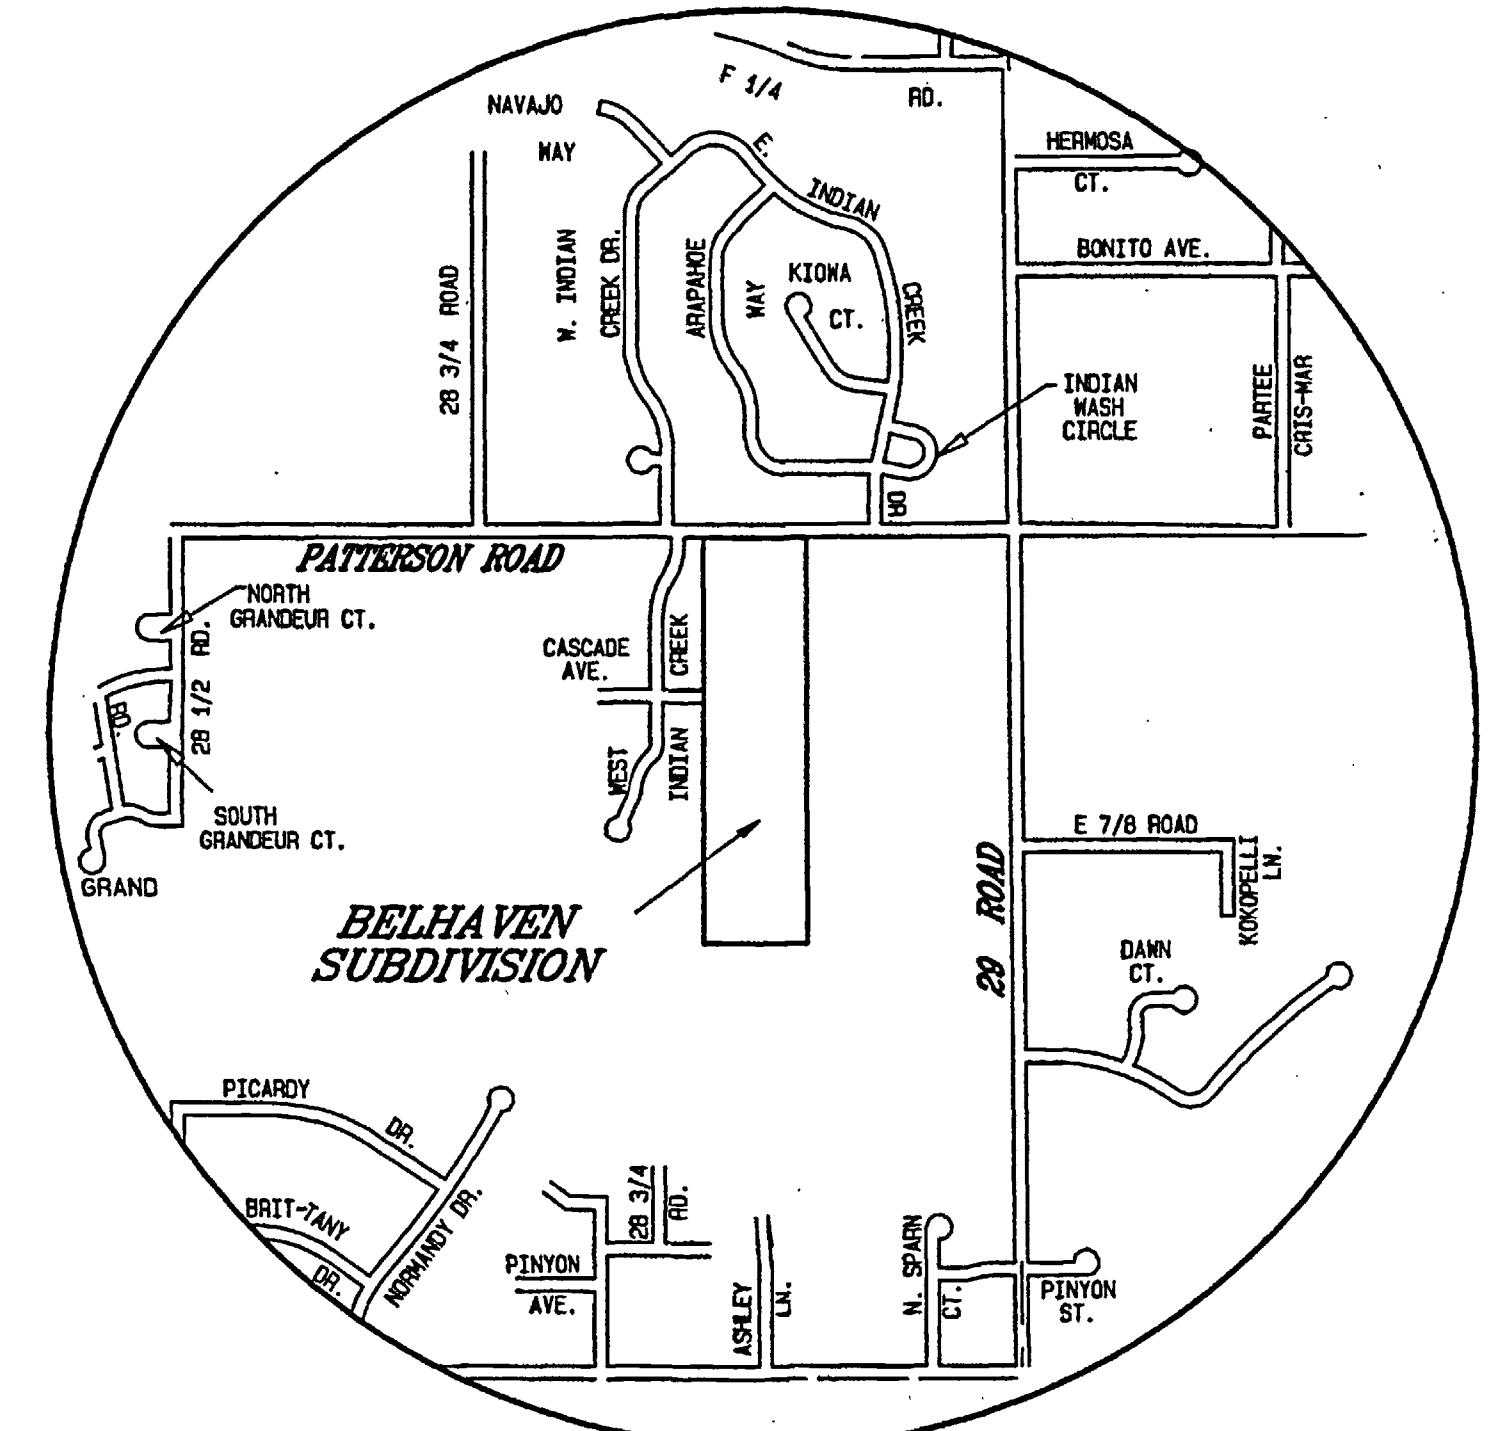 F 1/4
RD.
NAVAJO
WAY
E.
INDIAN
CREEK
DR
HERMOSA
CT.
BONITO AVE.
W. INDIAN
CREEK DR.
ARAPAHOE
WAY
KIOWA
CT.
28 3/4 ROAD
INDIAN
WASH
CIRCLE
PARTEE
CRIS-MAR
PATTERSON ROAD
NORTH
GRANDEUR CT.
28 1/2 RD.
CASCADE
AVE.
WEST
INDIAN
CREEK
RD.
SOUTH
GRANDEUR CT.
GRAND
E 7/8 ROAD
KOKOPELLI
LN.
29 ROAD
BELHAVEN
SUBDIVISION
DAWN
CT.
PICARDY
DR.
BRIT-TANY
DR.
NORMANDY DR.
28 3/4
RD.
PINYON
AVE.
ASHLEY
LN.
N. SPARN
CT.
PINYON
ST.